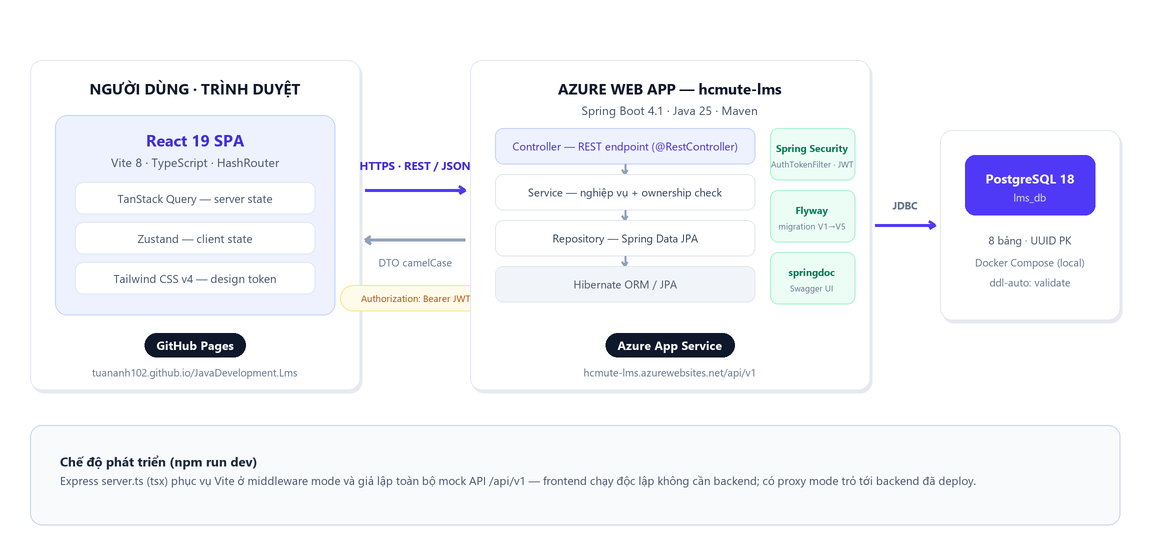 NGƯỜI DÙNG · TRÌNH DUYỆT
React 19 SPA
Vite 8 · TypeScript · HashRouter
TanStack Query — server state
Zustand — client state
Tailwind CSS v4 — design token
GitHub Pages
tuananh102.github.io/JavaDevelopment.Lms
HTTPS · REST / JSON
DTO camelCase
Authorization: Bearer JWT
AZURE WEB APP — hcmute-lms
Spring Boot 4.1 · Java 25 · Maven
Controller — REST endpoint (@RestController)
Service — nghiệp vụ + ownership check
Repository — Spring Data JPA
Hibernate ORM / JPA
Spring Security
AuthTokenFilter · JWT
Flyway
migration V1→V5
springdoc
Swagger UI
Azure App Service
hcmute-lms.azurewebsites.net/api/v1
JDBC
PostgreSQL 18
lms_db
8 bảng · UUID PK
Docker Compose (local)
ddl-auto: validate
Chế độ phát triển (npm run dev)
Express server.ts (tsx) phục vụ Vite ở middleware mode và giả lập toàn bộ mock API /api/v1 — frontend chạy độc lập không cần backend; có proxy mode trỏ tới backend đã deploy.